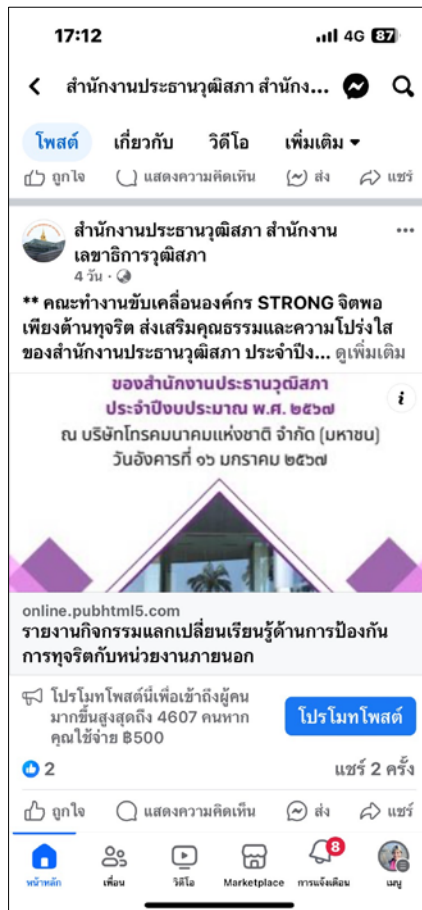 17:12
4G 87
สำนักงานประธานวุฒิสภา สำนักง...
โพสต์ เกี่ยวกับ วิดีโอ เพิ่มเติม
ถูกใจ แสดงความคิดเห็น ส่ง แชร์
สำนักงานประธานวุฒิสภา สำนักงาน
เลขาธิการวุฒิสภา
4 วัน ·
** คณะทำงานขับเคลื่อนองค์กร STRONG จิตพอ
เพียงต้านทุจริต ส่งเสริมคุณธรรมและความโปร่งใส
ของสำนักงานประธานวุฒิสภา ประจำปีง... ดูเพิ่มเติม
ของสำนักงานประธานวุฒิสภา
ประจำปีงบประมาณ พ.ศ. ๒๕๖๗
ณ บริษัทโทรคมนาคมแห่งชาติ จำกัด (มหาชน)
วันอังคารที่ ๑๖ มกราคม ๒๕๖๗
i
online.pubhtml5.com
รายงานกิจกรรมแลกเปลี่ยนเรียนรู้ด้านการป้องกัน
การทุจริตกับหน่วยงานภายนอก
โปรโมทโพสต์นี้เพื่อเข้าถึงผู้คน
มากขึ้นสูงสุดถึง 4607 คนหาก
คุณใช้จ่าย ฿500
โปรโมทโพสต์
2 แชร์ 2 ครั้ง
ถูกใจ แสดงความคิดเห็น ส่ง แชร์
8
หน้าหลัก เพื่อน วิดีโอ Marketplace การแจ้งเตือน เมนู